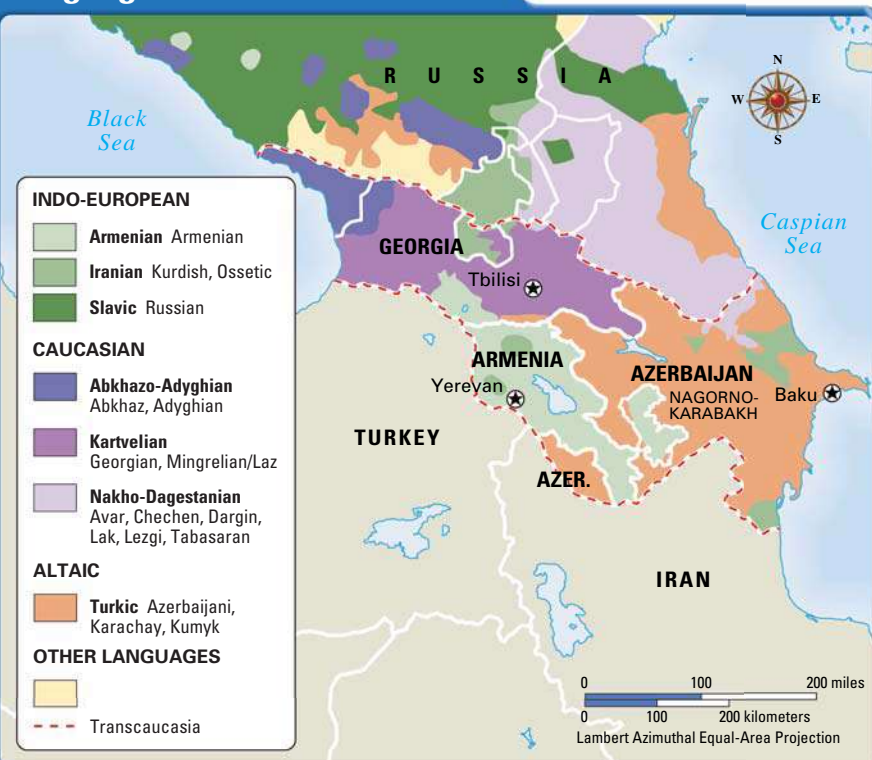 R U S S I A
N
W E
S
Black
Sea
Caspian
Sea
INDO-EUROPEAN
Armenian Armenian
Iranian Kurdish, Ossetic
Slavic Russian
CAUCASIAN
Abkhazo-Adyghian
Abkhaz, Adyghian
Kartvelian
Georgian, Mingrelian/Laz
Nakho-Dagestanian
Avar, Chechen, Dargin,
Lak, Lezgi, Tabasaran
ALTAIC
Turkic Azerbaijani,
Karachay, Kumyk
OTHER LANGUAGES
Transcaucasia
GEORGIA
Tbilisi
ARMENIA
Yereyan
AZERBAIJAN
NAGORNO-
KARABAKH
Baku
TURKEY
AZER.
IRAN
0 100 200 miles
0 100 200 kilometers
Lambert Azimuthal Equal-Area Projection